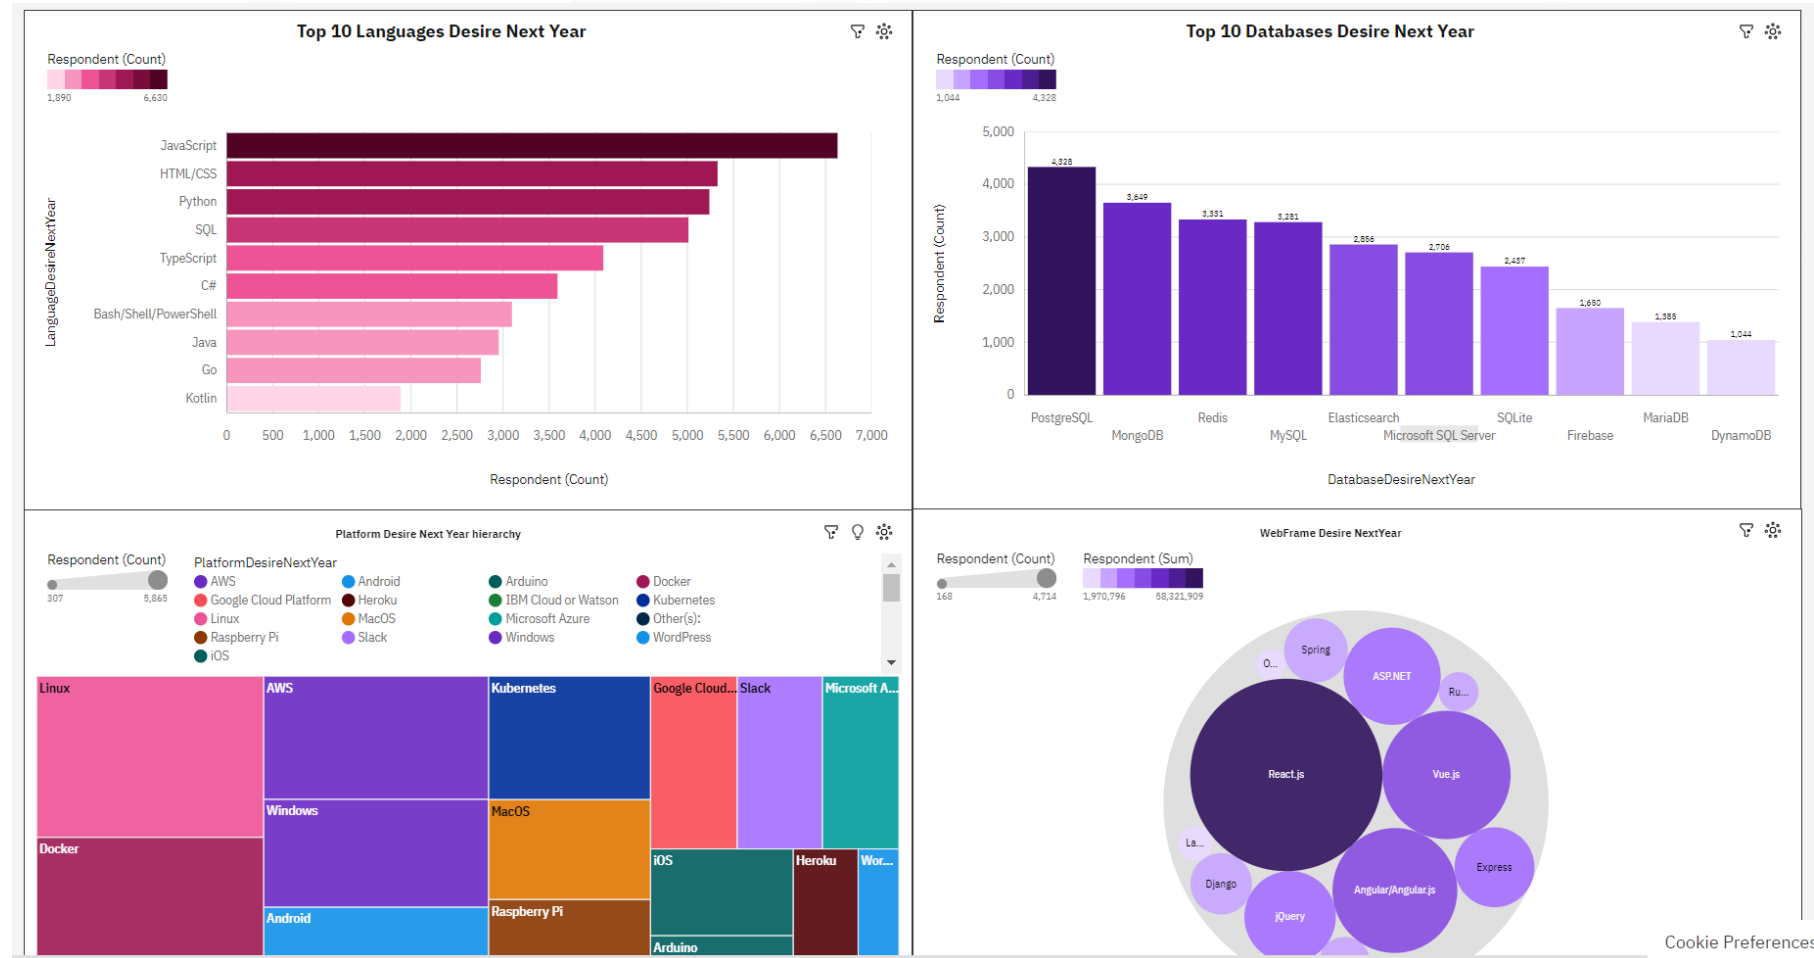 Top 10 Languages Desire Next Year
Respondent (Count)
1,890 6,630
LanguageDesireNextYear
JavaScript
HTML/CSS
Python
SQL
TypeScript
C#
Bash/Shell/PowerShell
Java
Go
Kotlin
0 500 1,000 1,500 2,000 2,500 3,000 3,500 4,000 4,500 5,000 5,500 6,000 6,500 7,000
Respondent (Count)
Top 10 Databases Desire Next Year
Respondent (Count)
1,044 4,328
Respondent (Count)
5,000
4,000
3,000
2,000
1,000
0
4,328
3,649
3,331
3,281
2,856
2,706
2,437
1,650
1,385
1,044
PostgreSQL Redis Elasticsearch SQLite MariaDB
MongoDB MySQL Microsoft SQL Server Firebase DynamoDB
DatabaseDesireNextYear
Platform Desire Next Year hierarchy
Respondent (Count)
307 5,865
PlatformDesireNextYear
AWS Android Arduino Docker
Google Cloud Platform Heroku IBM Cloud or Watson Kubernetes
Linux MacOS Microsoft Azure Other(s):
Raspberry Pi Slack Windows WordPress
iOS
Linux AWS Kubernetes Google Cloud... Slack Microsoft A...
Windows MacOS
Docker iOS Heroku Wor...
Android Raspberry Pi
Arduino
WebFrame Desire NextYear
Respondent (Count)
168 4,714
Respondent (Sum)
1,970,796 58,321,909
Spring
O...
ASP.NET
Ru...
React.js
Vue.js
La...
Express
Django
Angular/Angular.js
jQuery
Cookie Preferences